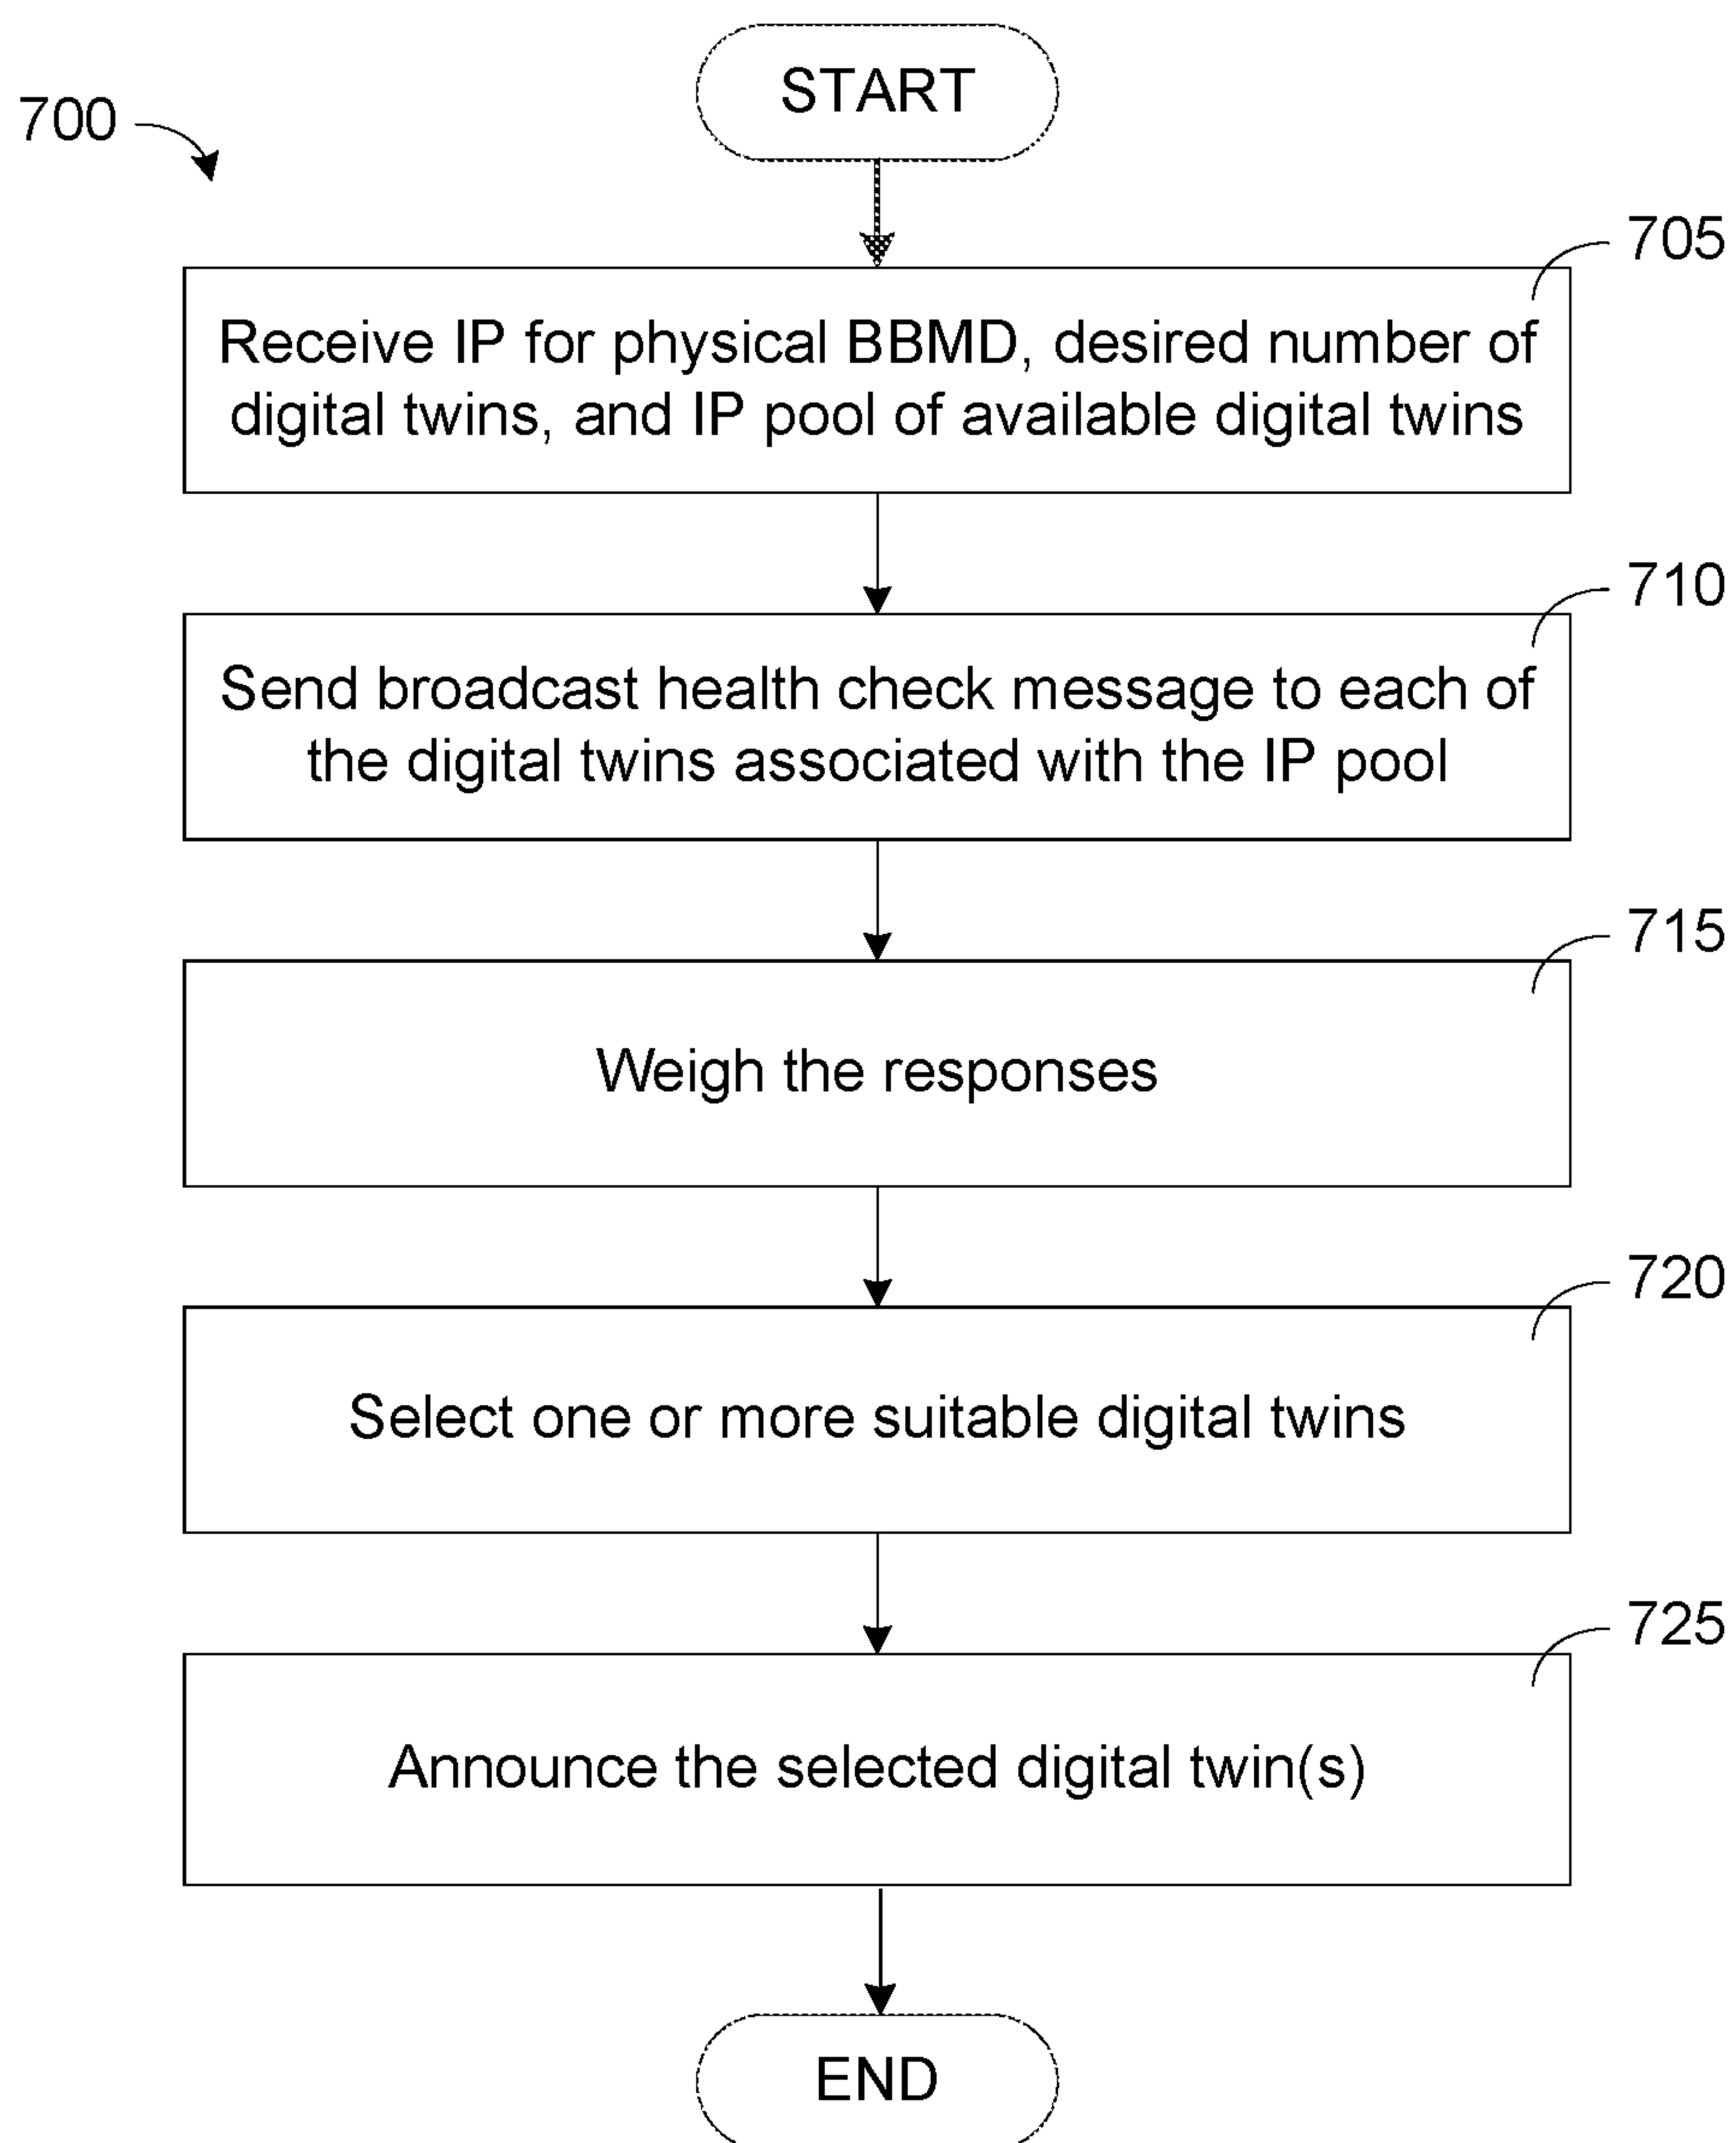 START
700
705
Receive IP for physical BBMD, desired number of
digital twins, and IP pool of available digital twins
710
Send broadcast health check message to each of
the digital twins associated with the IP pool
715
Weigh the responses
720
Select one or more suitable digital twins
725
Announce the selected digital twin(s)
END